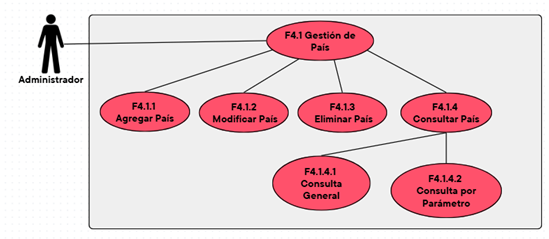 F4.1 Gestión de
País
Administrador
F4.1.1
Agregar País
F4.1.2
Modificar País
F4.1.3
Eliminar País
F4.1.4
Consultar País
F4.1.4.1
Consulta
General
F4.1.4.2
Consulta por
Parámetro